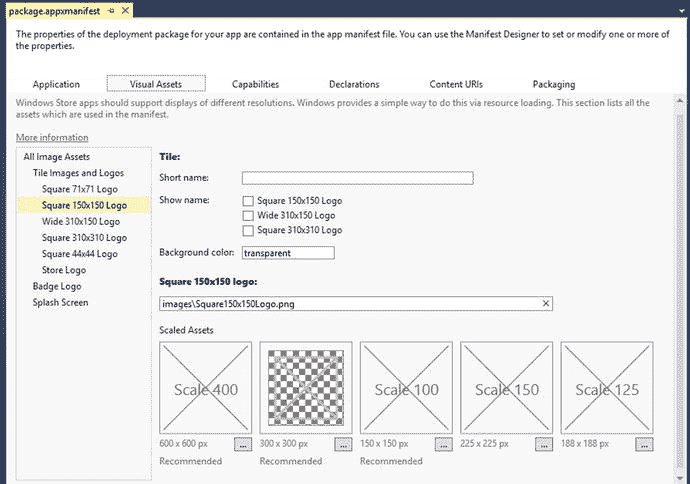 package.appxmanifest
The properties of the deployment package for your app are contained in the app manifest file. You can use the Manifest Designer to set or modify one or more of
the properties.
Application Visual Assets Capabilities Declarations Content URIs Packaging
Windows Store apps should support displays of different resolutions. Windows provides a simple way to do this via resource loading. This section lists all the
assets which are used in the manifest.
More information
All Image Assets
Tile Images and Logos
Square 71x71 Logo
Square 150x150 Logo
Wide 310x150 Logo
Square 310x310 Logo
Square 44x44 Logo
Store Logo
Badge Logo
Splash Screen
Tile:
Short name:
Show name:
Square 150x150 Logo
Wide 310x150 Logo
Square 310x310 Logo
Background color: transparent
Square 150x150 logo:
images\Square150x150Logo.png
Scaled Assets
Scale 400 Scale 100 Scale 150 Scale 125
600 x 600 px ... 300 x 300 px ... 150 x 150 px ... 225 x 225 px ... 188 x 188 px ...
Recommended Recommended Recommended